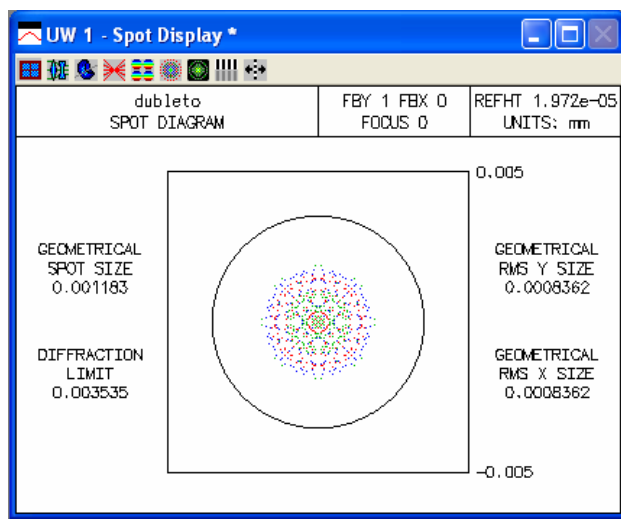 UW 1 - Spot Display *
dubleto
SPOT DIAGRAM
FBY 1 FBX 0
FOCUS 0
REFHT 1.972e-05
UNITS: mm
0.005
GEOMETRICAL
SPOT SIZE
0.001183
GEOMETRICAL
RMS Y SIZE
0.0008362
DIFFRACTION
LIMIT
0.003535
GEOMETRICAL
RMS X SIZE
0.0008362
-0.005